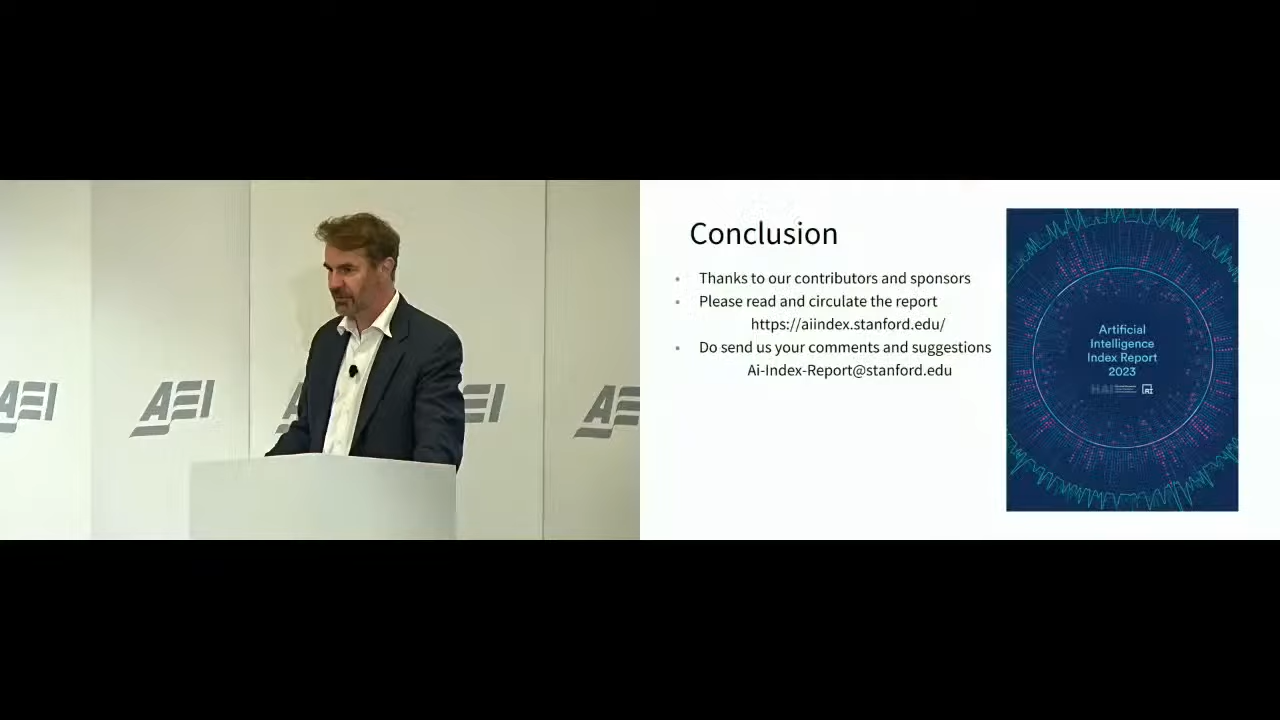 AEI
AEI
AEI
AEI
Conclusion
Thanks to our contributors and sponsors
Please read and circulate the report
https://aiindex.stanford.edu/
Do send us your comments and suggestions
Ai-Index-Report@stanford.edu
Artificial
Intelligence
Index Report
2023
HAI